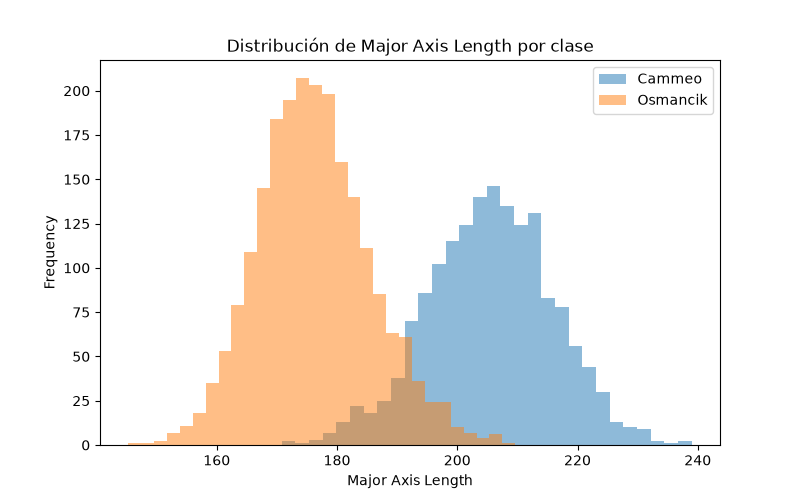 Distribución de Major Axis Length por clase
Cammeo
Osmancik
Frequency
200
175
150
125
100
75
50
25
0
160
180
200
220
240
Major Axis Length